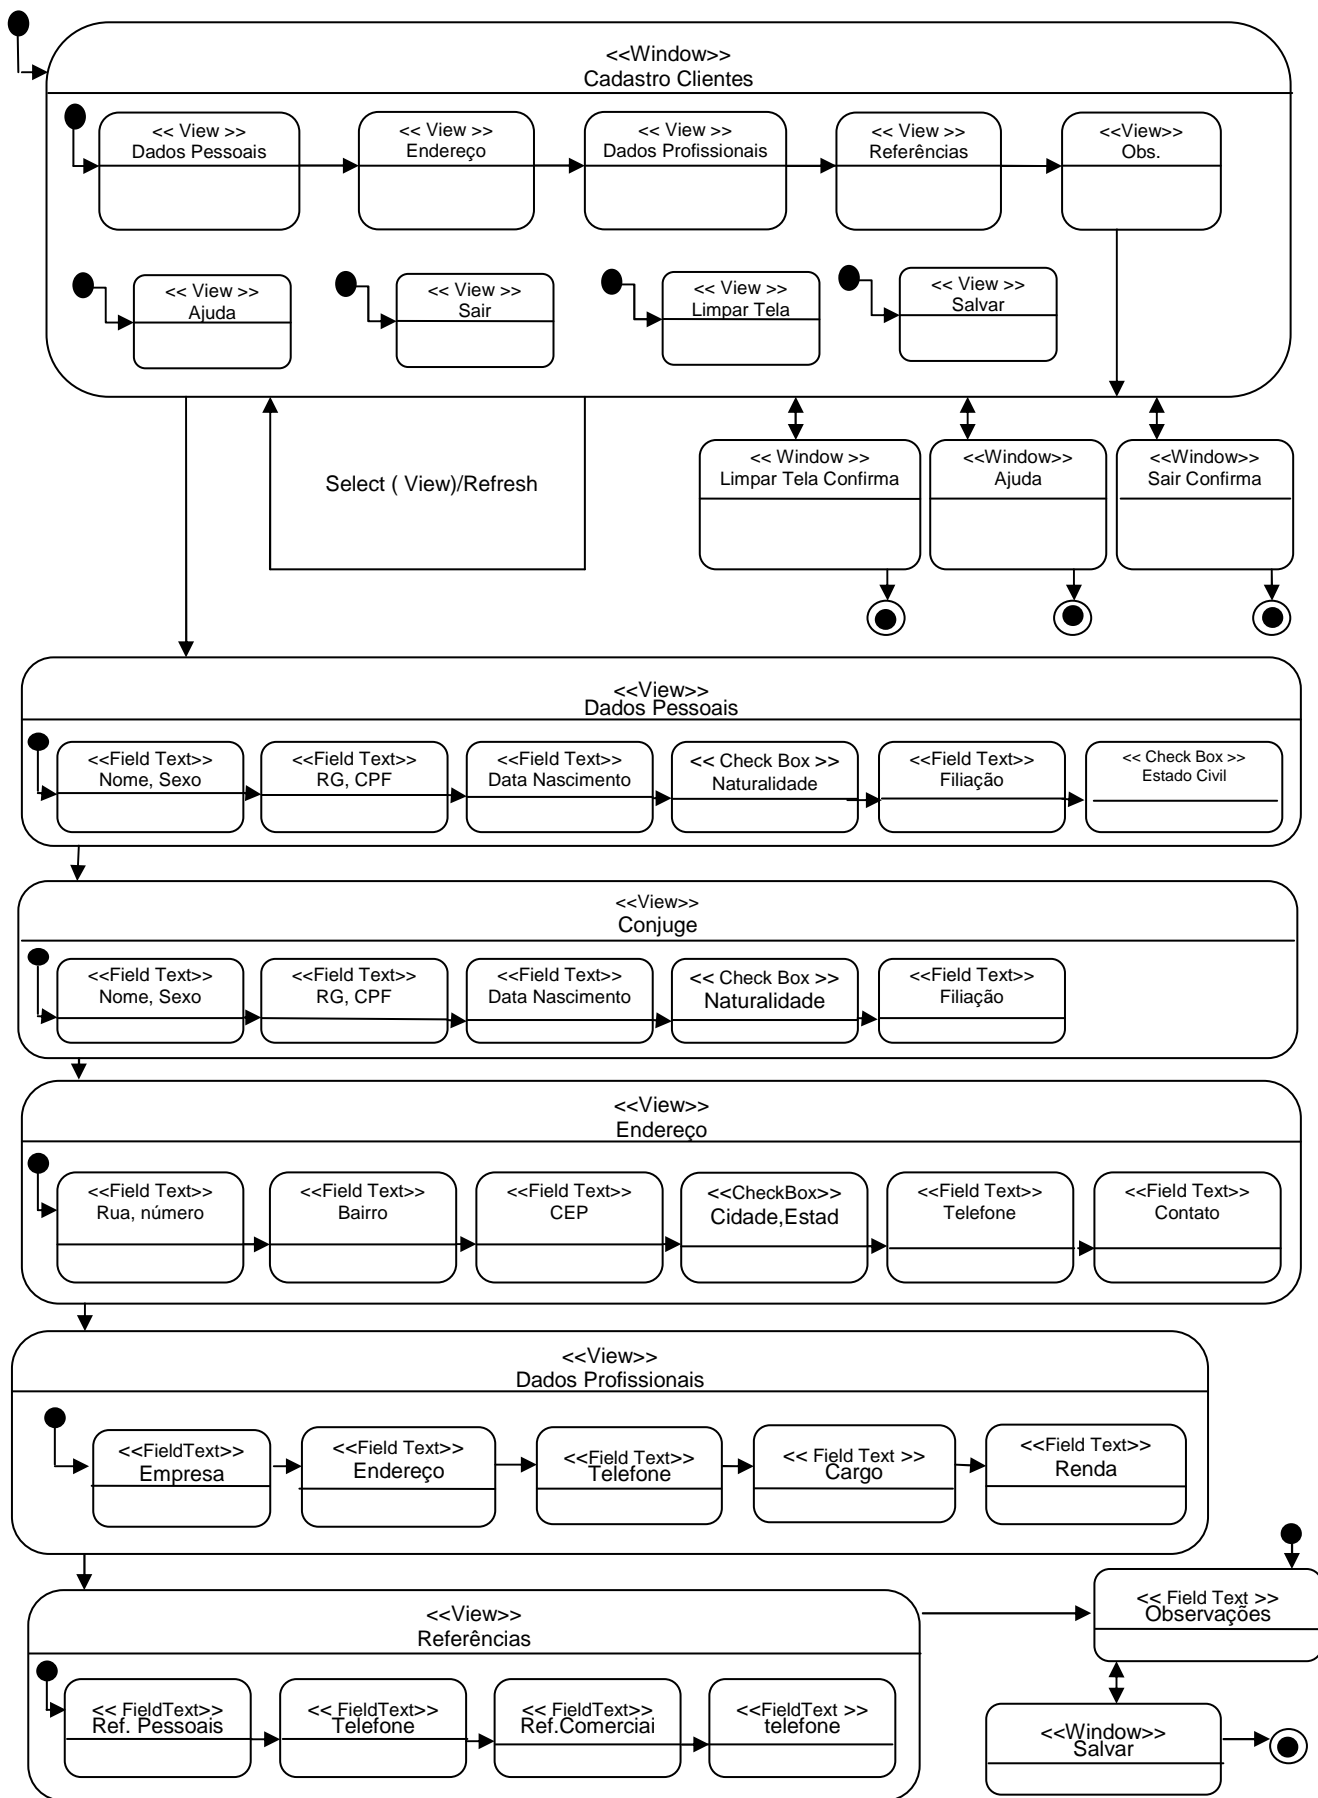 <<Window>>
Cadastro Clientes
<< View >>
Dados Pessoais
<< View >>
Endereço
<< View >>
Dados Profissionais
<< View >>
Referências
<<View>>
Obs.
<< View >>
Ajuda
<< View >>
Sair
<< View >>
Limpar Tela
<< View >>
Salvar
Select ( View)/Refresh
<< Window >>
Limpar Tela Confirma
<<Window>>
Ajuda
<<Window>>
Sair Confirma
<<View>>
Dados Pessoais
<<Field Text>>
Nome, Sexo
<<Field Text>>
RG, CPF
<<Field Text>>
Data Nascimento
<< Check Box >>
Naturalidade
<<Field Text>>
Filiação
<< Check Box >>
Estado Civil
<<View>>
Conjuge
<<Field Text>>
Nome, Sexo
<<Field Text>>
RG, CPF
<<Field Text>>
Data Nascimento
<< Check Box >>
Naturalidade
<<Field Text>>
Filiação
<<View>>
Endereço
<<Field Text>>
Rua, número
<<Field Text>>
Bairro
<<Field Text>>
CEP
<<CheckBox>>
Cidade,Estad
<<Field Text>>
Telefone
<<Field Text>>
Contato
<<View>>
Dados Profissionais
<<FieldText>>
Empresa
<<Field Text>>
Endereço
<<Field Text>>
Telefone
<< Field Text >>
Cargo
<<Field Text>>
Renda
<<View>>
Referências
<< FieldText>>
Ref. Pessoais
<< FieldText>>
Telefone
<< FieldText>>
Ref.Comerciai
<<FieldText >>
telefone
<< Field Text >>
Observações
<<Window>>
Salvar